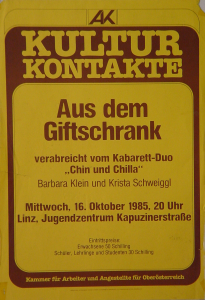 AK
KULTUR
KONTAKTE
Aus dem
Giftschrank
verabreicht vom Kabarett-Duo
„Chin und Chilla"
Barbara Klein und Krista Schweiggl
Mittwoch, 16. Oktober 1985, 20 Uhr
Linz, Jugendzentrum Kapuzinerstraße
Eintrittspreise
Erwachsene 50 Schilling
Schüler, Lehrlinge und Studenten 30 Schilling
Kammer für Arbeiter und Angestellte für Oberösterreich